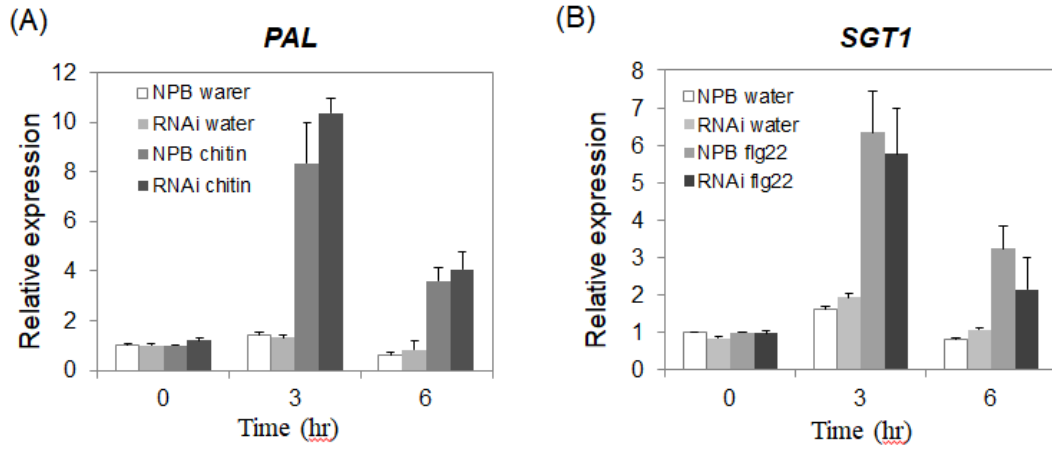 (A)
PAL
12
10
8
6
4
2
0
Relative expression
NPB warer
RNAi water
NPB chitin
RNAi chitin
0 3 6
Time (hr)
(B)
SGT1
8
7
6
5
4
3
2
1
0
Relative expression
NPB water
RNAi water
NPB flg22
RNAi flg22
0 3 6
Time (hr)